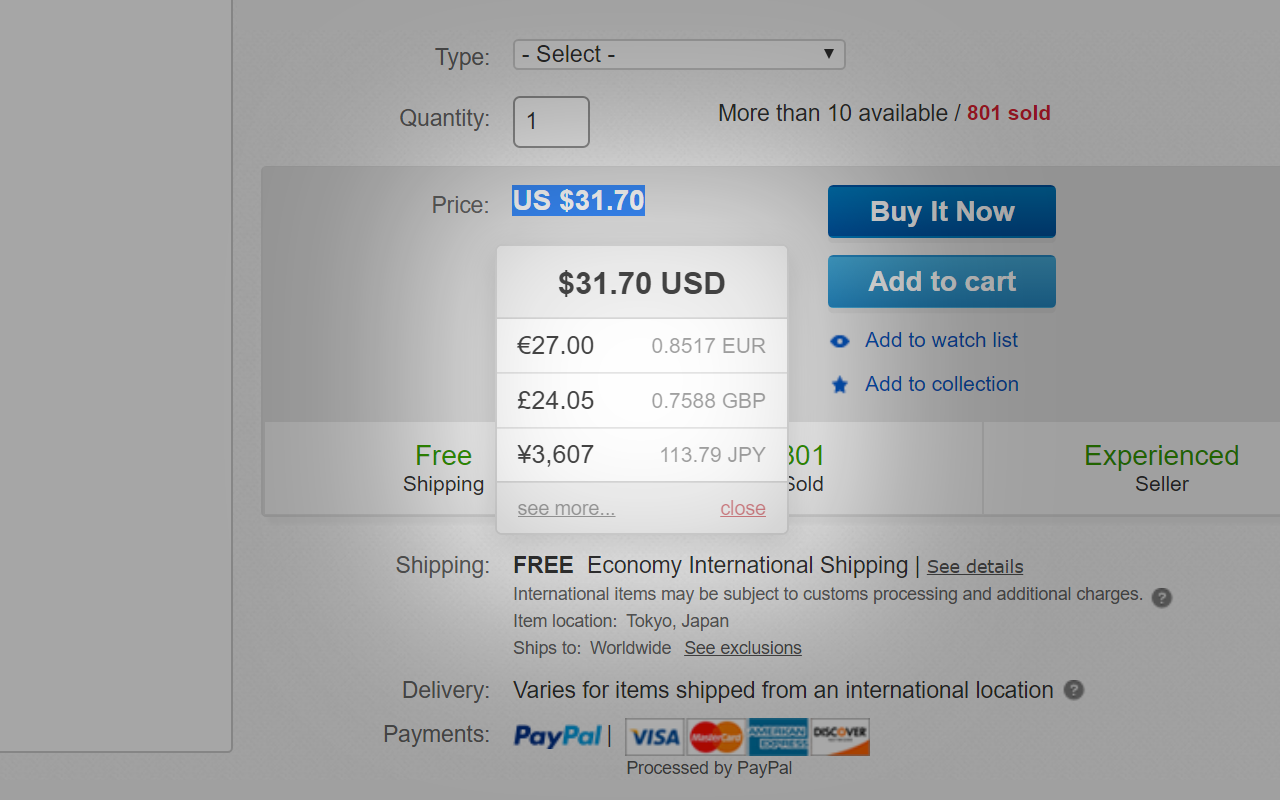 Type: - Select -
Quantity: 1 More than 10 available / 801 sold
Price: US $31.70 Buy It Now
$31.70 USD Add to cart
€27.00 0.8517 EUR Add to watch list
£24.05 0.7588 GBP Add to collection
¥3,607 113.79 JPY
Free 801 Experienced
Shipping Sold Seller
see more... close
Shipping: FREE Economy International Shipping | See details
International items may be subject to customs processing and additional charges. ?
Item location: Tokyo, Japan
Ships to: Worldwide See exclusions
Delivery: Varies for items shipped from an international location ?
Payments: PayPal | VISA MasterCard AMERICAN EXPRESS DISCOVER
Processed by PayPal